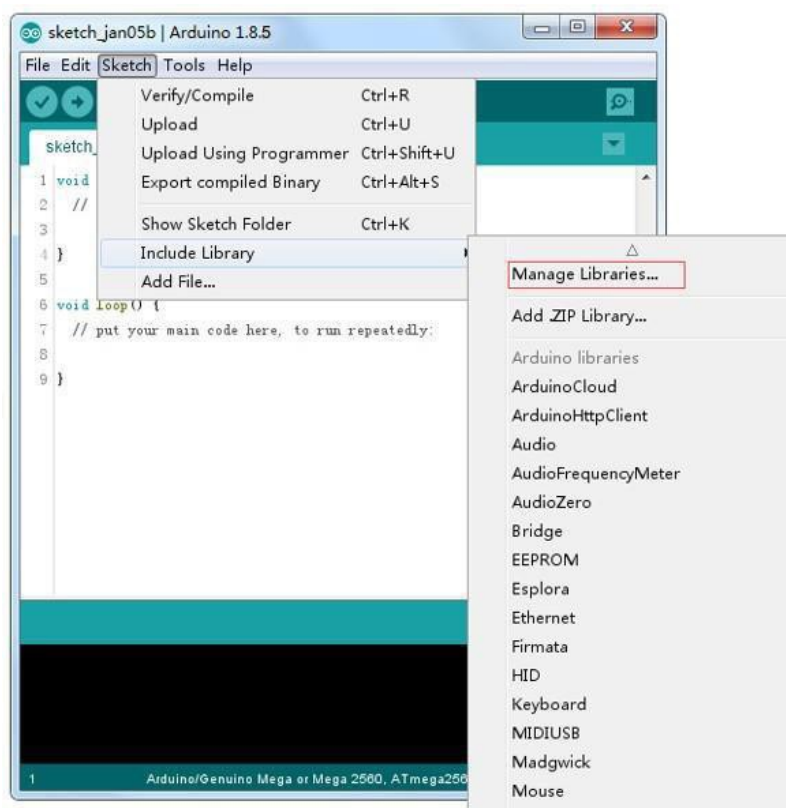 sketch_jan05b | Arduino 1.8.5
File Edit Sketch Tools Help
Verify/Compile Ctrl+R
Upload Ctrl+U
Upload Using Programmer Ctrl+Shift+U
Export compiled Binary Ctrl+Alt+S
Show Sketch Folder Ctrl+K
Include Library
Add File...
Manage Libraries...
Add .ZIP Library...
Arduino libraries
ArduinoCloud
ArduinoHttpClient
Audio
AudioFrequencyMeter
AudioZero
Bridge
EEPROM
Esplora
Ethernet
Firmata
HID
Keyboard
MIDIUSB
Madgwick
Mouse
sketch_
1 void
2 //
3
4 }
5
6 void loop() {
7 // put your main code here, to run repeatedly:
8
9 }
1 Arduino/Genuino Mega or Mega 2560, ATmega256